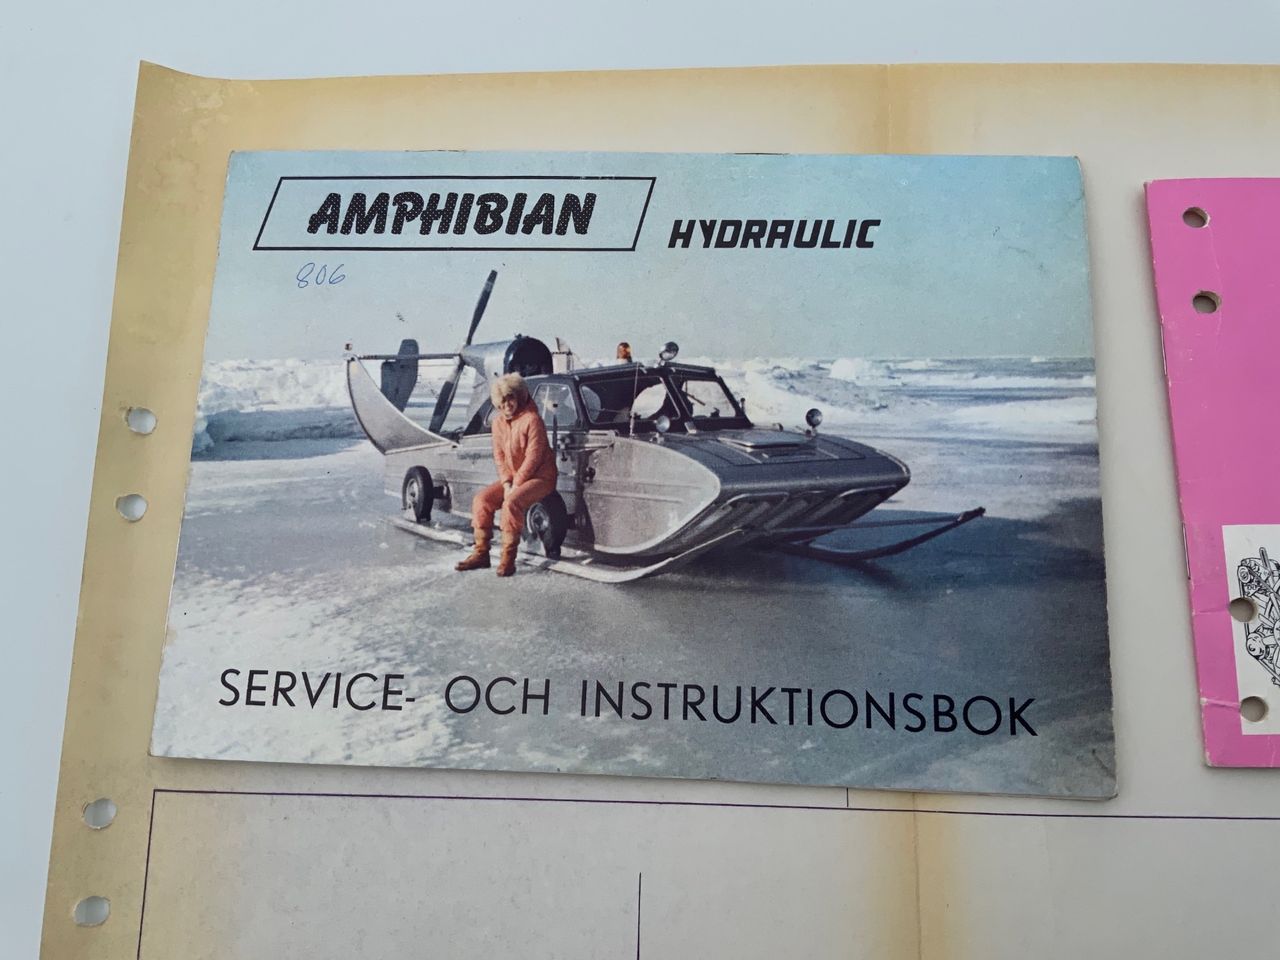 AMPHIBIAN HYDRAULIC
806
SERVICE- OCH INSTRUKTIONSBOK